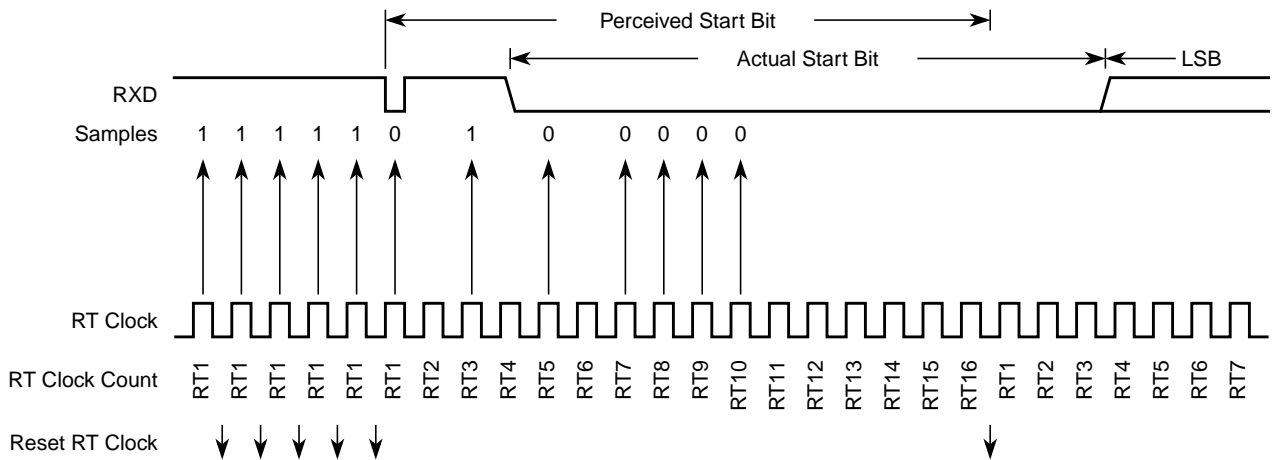 Perceived Start Bit
Actual Start Bit LSB
RXD
Samples 1 1 1 1 1 0 1 0 0 0 0 0
RT Clock
RT Clock Count RT1 RT1 RT1 RT1 RT1 RT1 RT2 RT3 RT4 RT5 RT6 RT7 RT8 RT9 RT10 RT11 RT12 RT13 RT14 RT15 RT16 RT1 RT2 RT3 RT4 RT5 RT6 RT7
Reset RT Clock